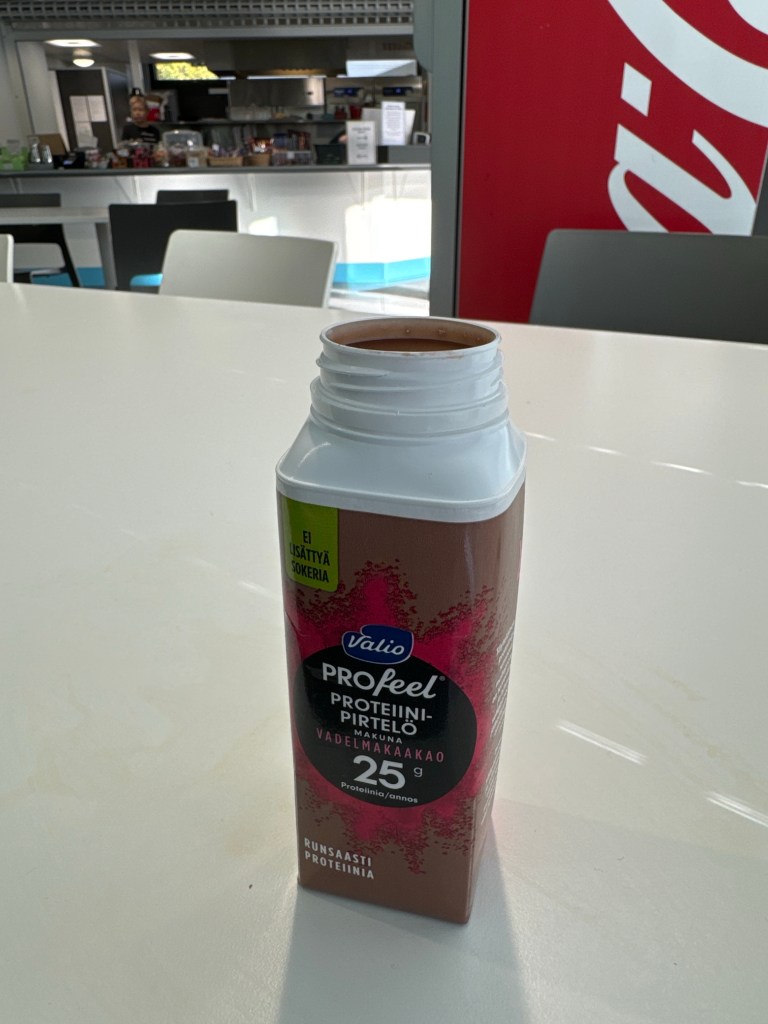 EI
LISÄTTYÄ
SOKERIA
Valio
PROfeel®
PROTEIINI-
PIRTELÖ
MAKUNA
VADELMAKAAKAO
25 g
Proteiinia/annos
RUNSAASTI
PROTEIINIA